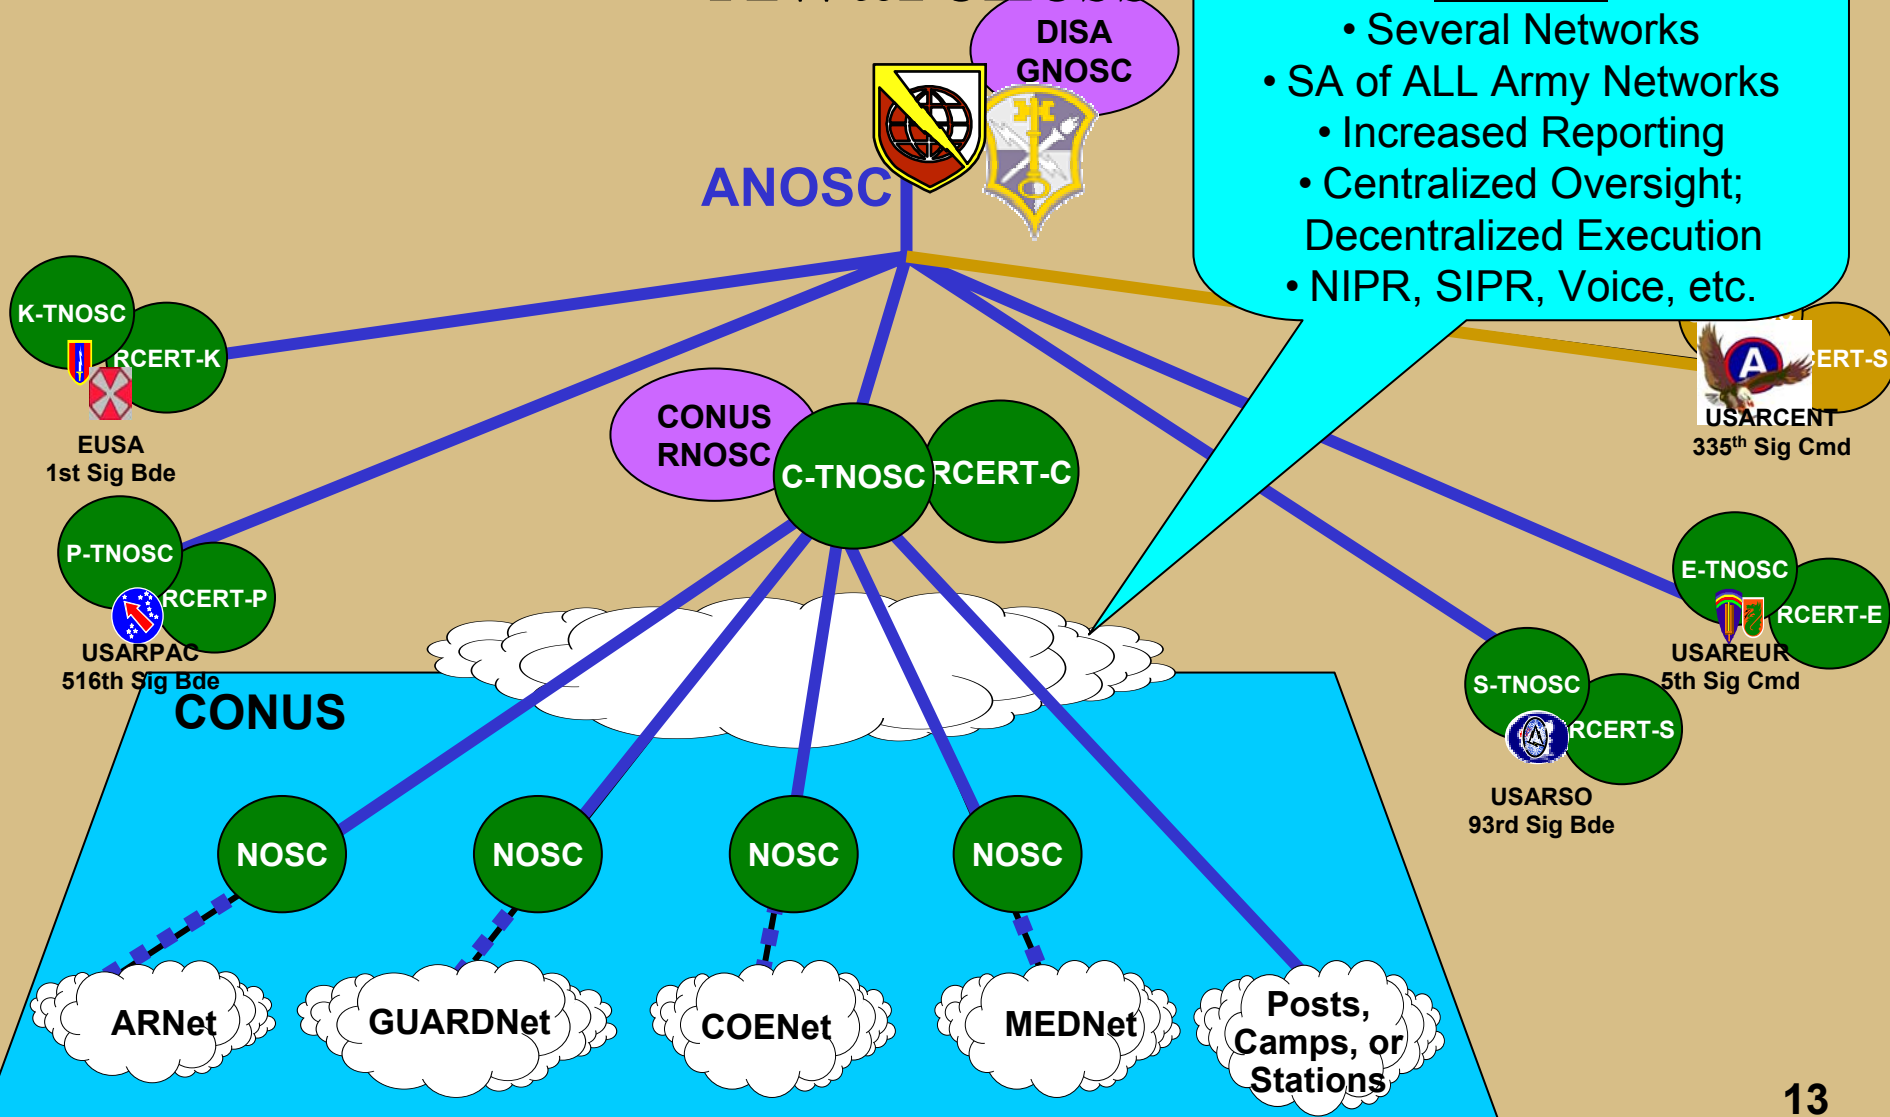 DISA
GNOSC
• Several Networks
• SA of ALL Army Networks
• Increased Reporting
• Centralized Oversight;
Decentralized Execution
• NIPR, SIPR, Voice, etc.
ANOSC
K-TNOSC
RCERT-K
EUSA
1st Sig Bde
CERT-S
A
USARCENT
335th Sig Cmd
CONUS
RNOSC
C-TNOSC
RCERT-C
P-TNOSC
RCERT-P
USARPAC
516th Sig Bde
E-TNOSC
RCERT-E
USAREUR
5th Sig Cmd
S-TNOSC
RCERT-S
USARSO
93rd Sig Bde
CONUS
NOSC
NOSC
NOSC
NOSC
ARNet
GUARDNet
COENet
MEDNet
Posts,
Camps, or
Stations
13